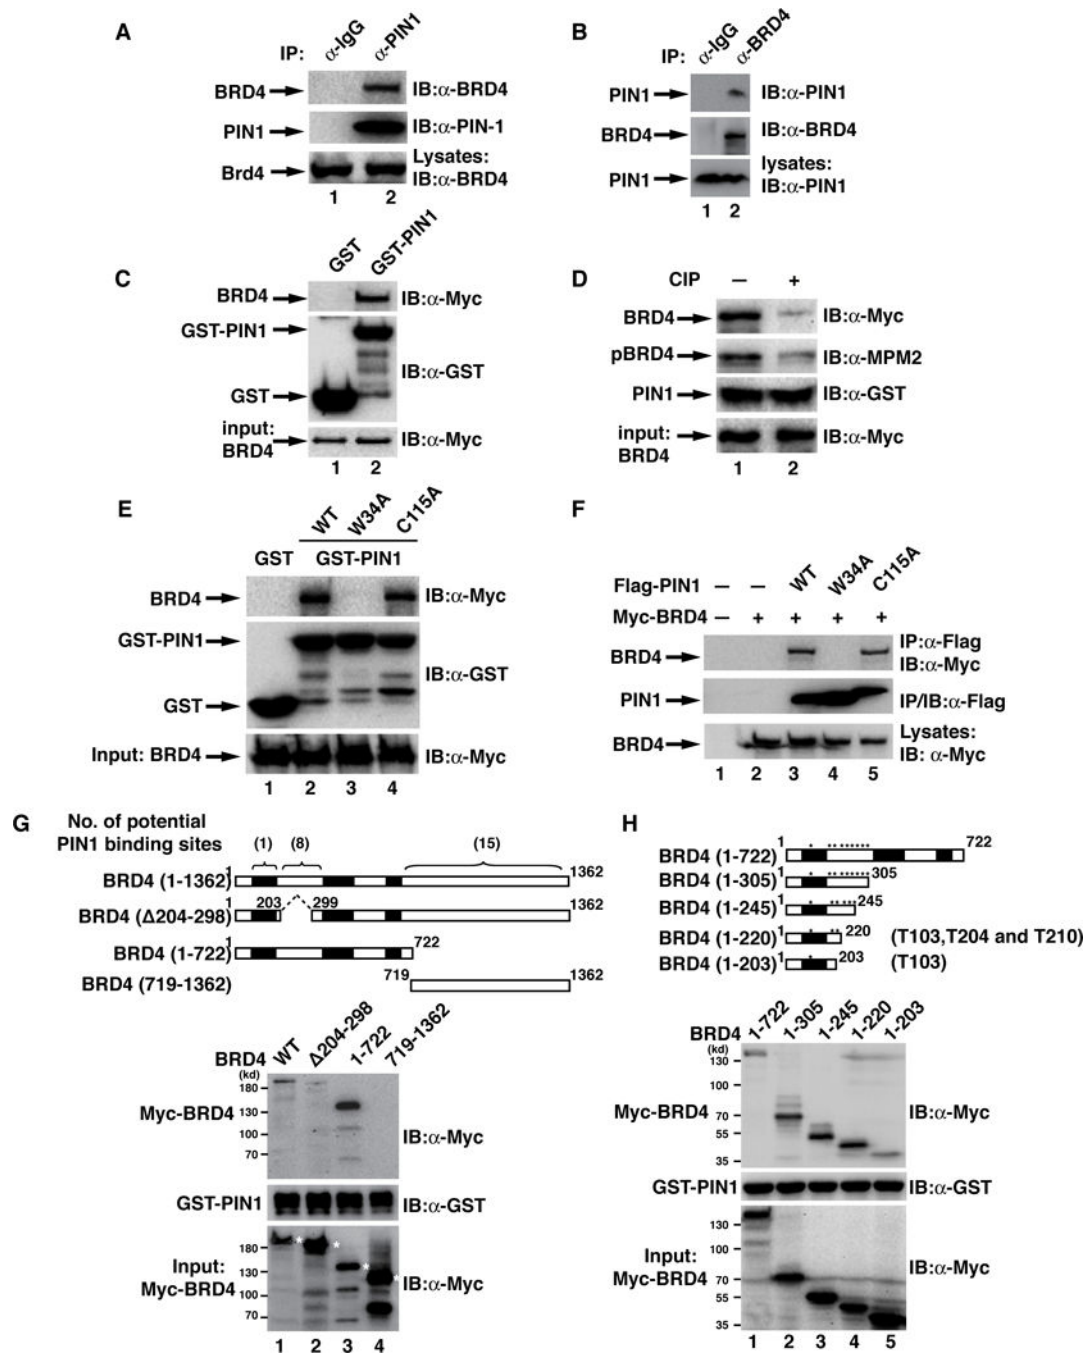 A
IP: α-IgG α-PIN1
BRD4 IB:α-BRD4
PIN1 IB:α-PIN-1
Brd4 Lysates:
IB:α-BRD4
1 2
B
IP: α-IgG α-BRD4
PIN1 IB:α-PIN1
BRD4 IB:α-BRD4
PIN1 lysates:
IB:α-PIN1
1 2
C
GST GST-PIN1
BRD4 IB:α-Myc
GST-PIN1
IB:α-GST
GST
input:
BRD4 IB:α-Myc
1 2
D
CIP — +
BRD4 IB:α-Myc
pBRD4 IB:α-MPM2
PIN1 IB:α-GST
input:
BRD4 IB:α-Myc
1 2
E
WT W34A C115A
GST GST-PIN1
BRD4 IB:α-Myc
GST-PIN1
IB:α-GST
GST
Input: BRD4 IB:α-Myc
1 2 3 4
F
Flag-PIN1 — — WT W34A C115A
Myc-BRD4 — + + + +
BRD4 IP:α-Flag
IB:α-Myc
PIN1 IP/IB:α-Flag
BRD4 Lysates:
IB: α-Myc
1 2 3 4 5
G
No. of potential
PIN1 binding sites (1) (8) (15)
BRD4 (1-1362) 1 1362
BRD4 (Δ204-298) 1 203 299 1362
BRD4 (1-722) 1 722
BRD4 (719-1362) 719 1362
BRD4 WT Δ204-298 1-722 719-1362
(kd)
180
Myc-BRD4 130
100 IB:α-Myc
70
GST-PIN1 IB:α-GST
180 * * * *
Input: 130
Myc-BRD4 100 IB:α-Myc
70
1 2 3 4
H
BRD4 (1-722) 1 722
BRD4 (1-305) 1 305
BRD4 (1-245) 1 245
BRD4 (1-220) 1 220 (T103,T204 and T210)
BRD4 (1-203) 1 203 (T103)
BRD4 1-722 1-305 1-245 1-220 1-203
(kd)
130
100
Myc-BRD4 70 IB:α-Myc
55
35
GST-PIN1 IB:α-GST
130
Input: 100
Myc-BRD4 70 IB:α-Myc
55
35
1 2 3 4 5